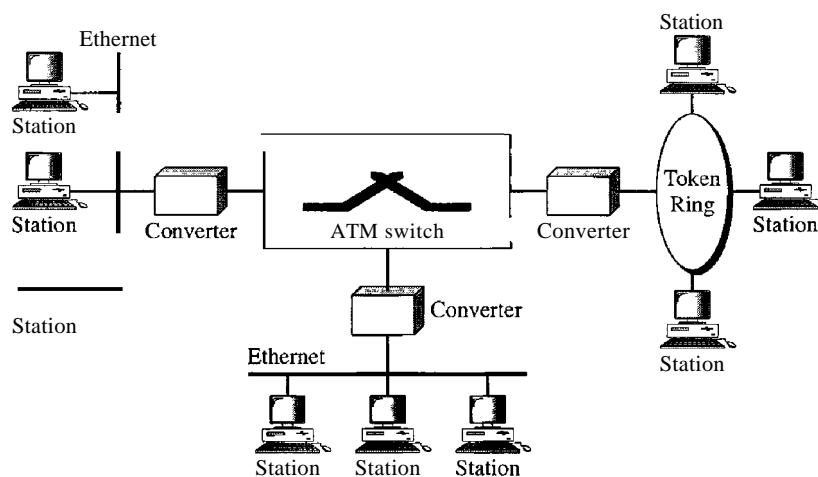 Ethernet
Station
Station
Station
Converter
ATM switch
Converter
Token
Ring
Station
Station
Station
Converter
Station
Ethernet
Station
Station
Station